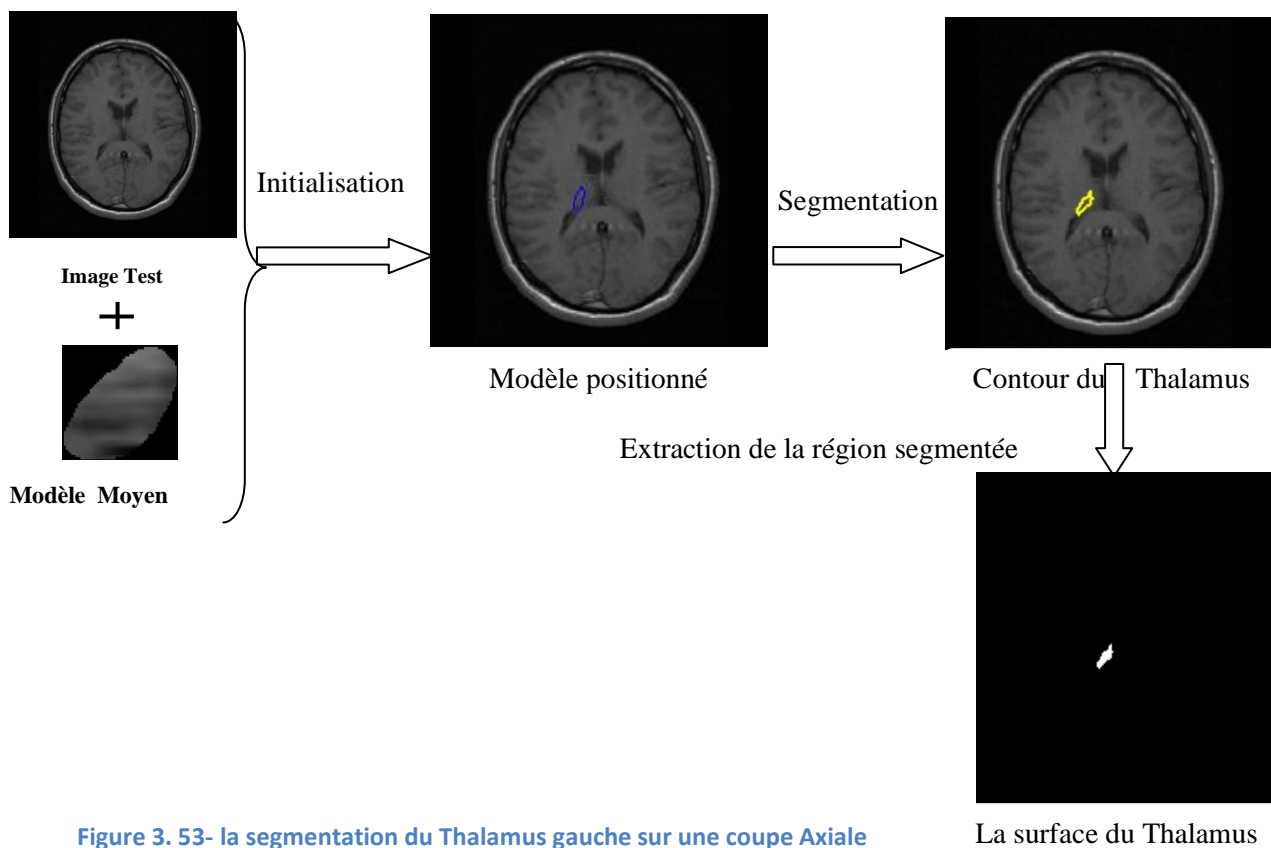 Initialisation
Segmentation
Image Test
+
Modèle Moyen
Modèle positionné
Contour du Thalamus
Extraction de la région segmentée
La surface du Thalamus
Figure 3. 53- la segmentation du Thalamus gauche sur une coupe Axiale